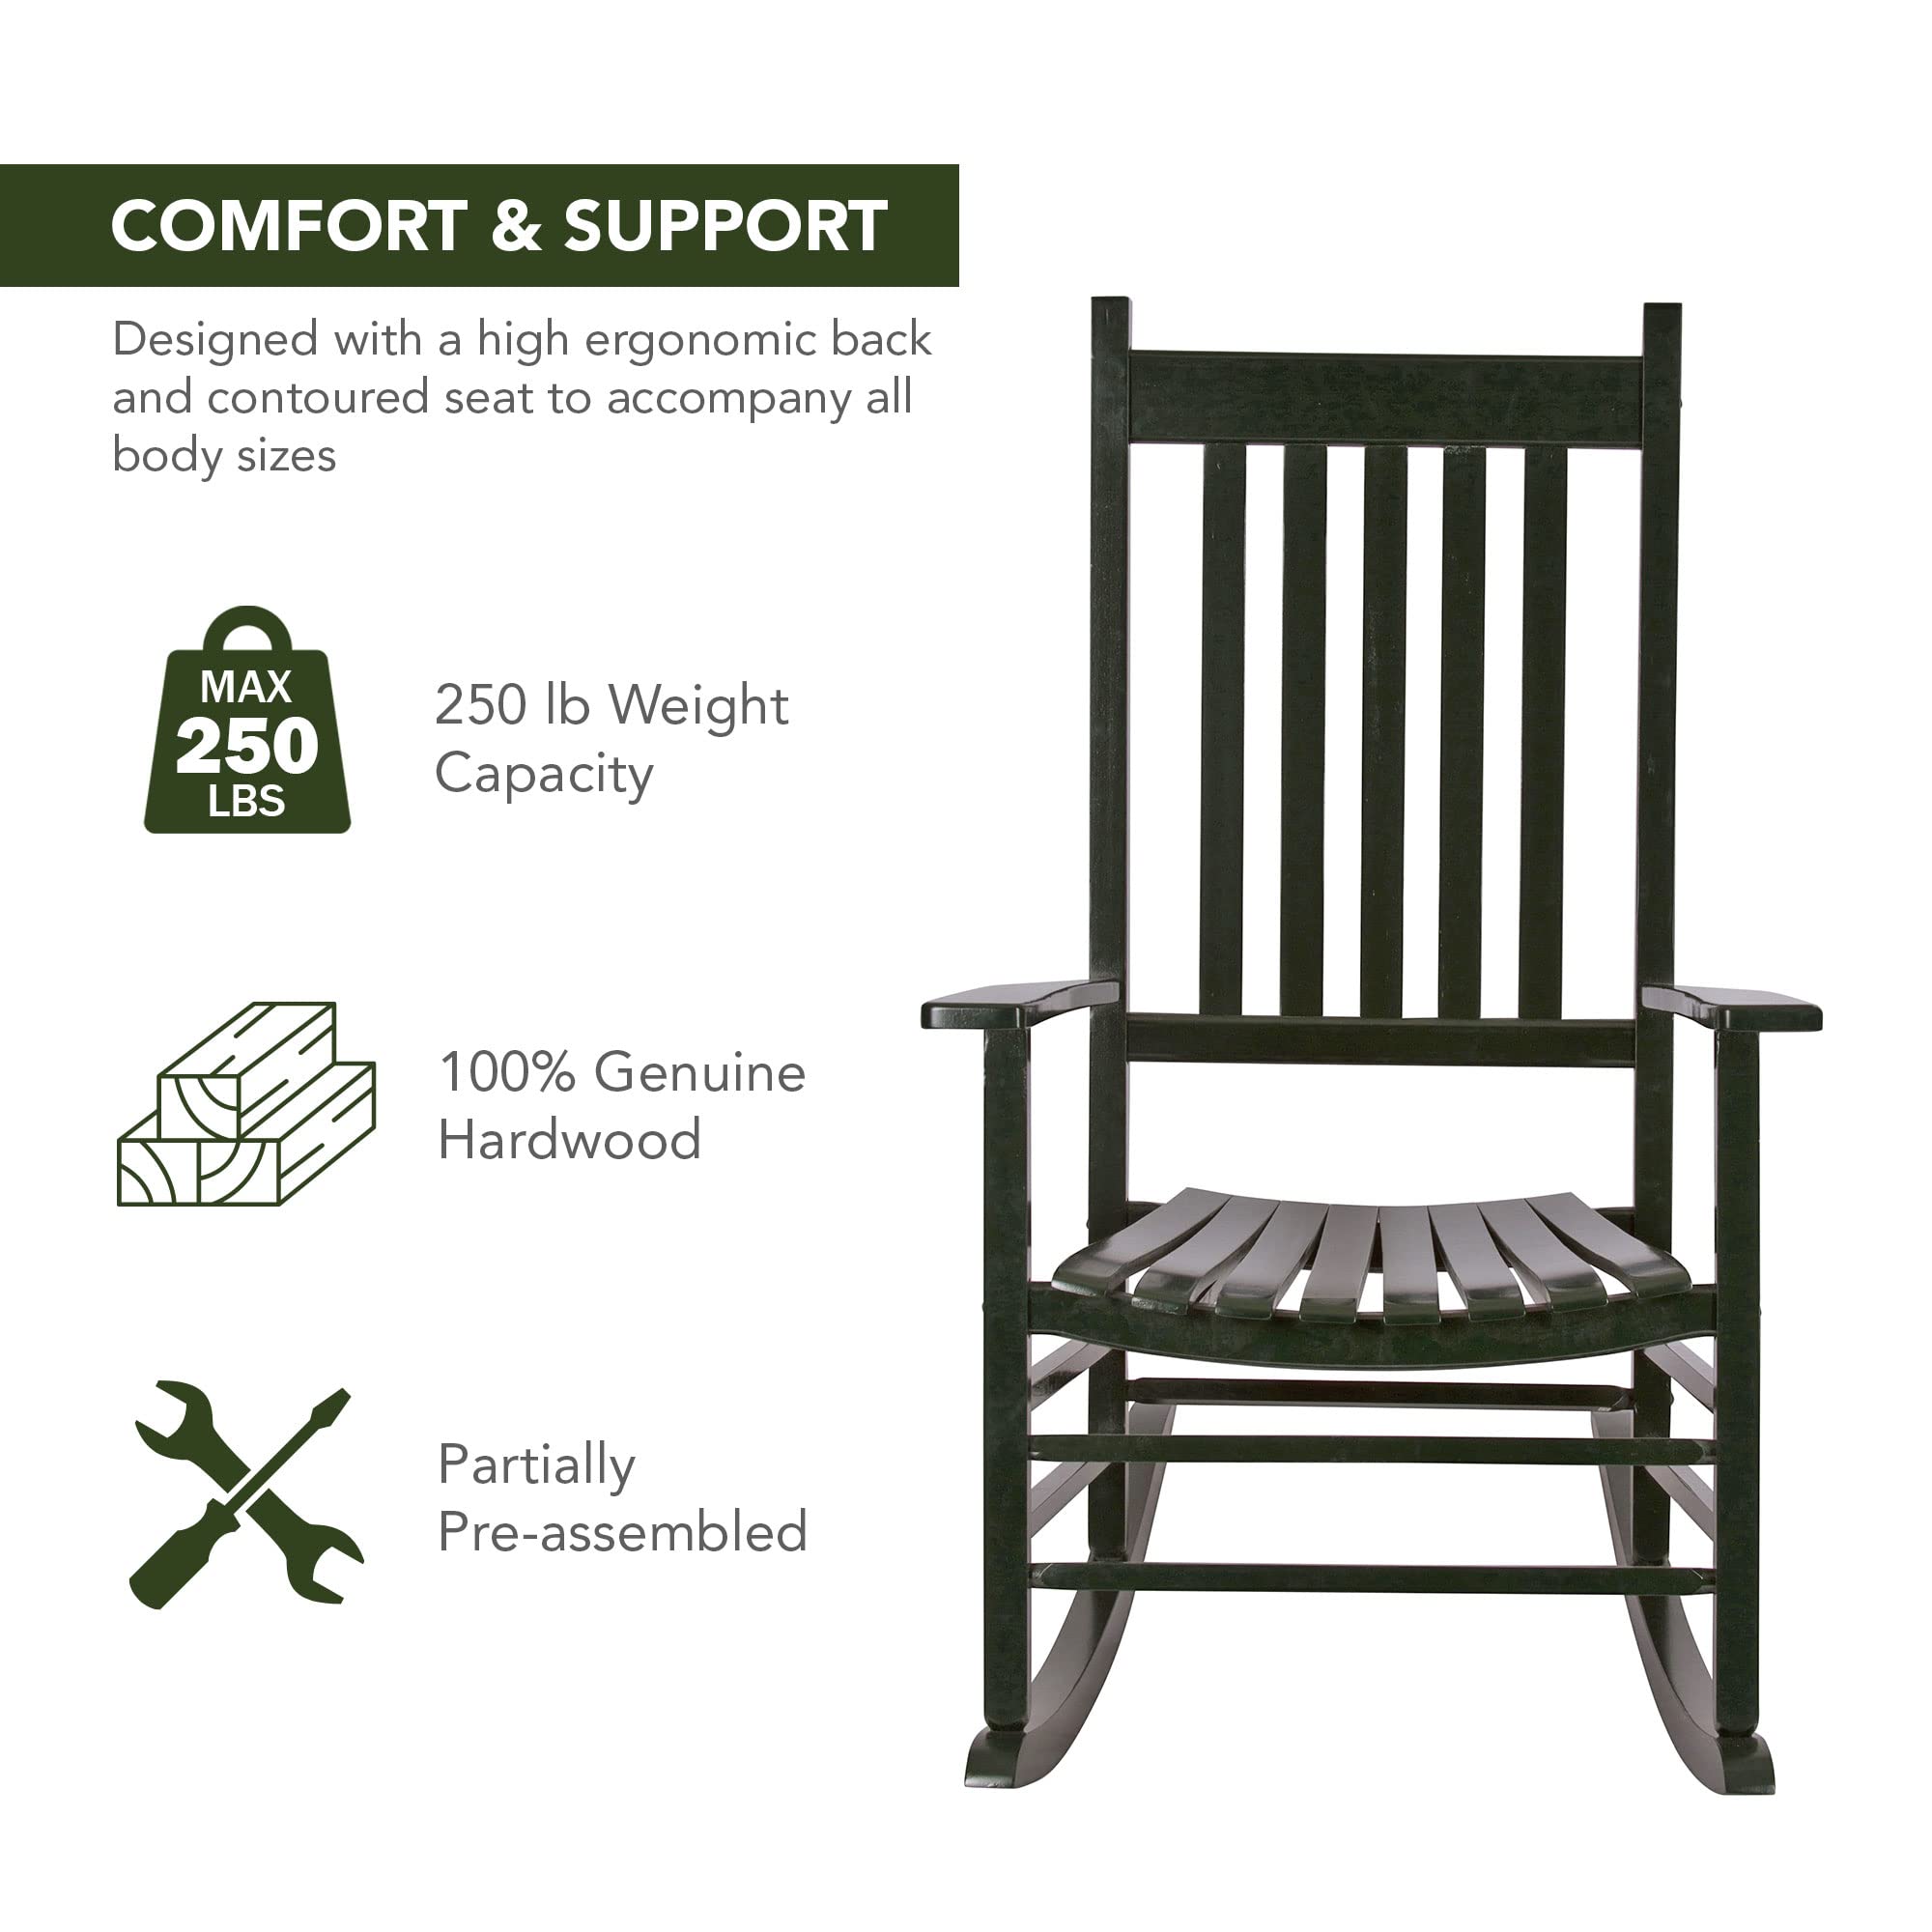 COMFORT & SUPPORT
Designed with a high ergonomic back
and contoured seat to accompany all
body sizes
MAX
250
LBS
250 lb Weight
Capacity
100% Genuine
Hardwood
Partially
Pre-assembled